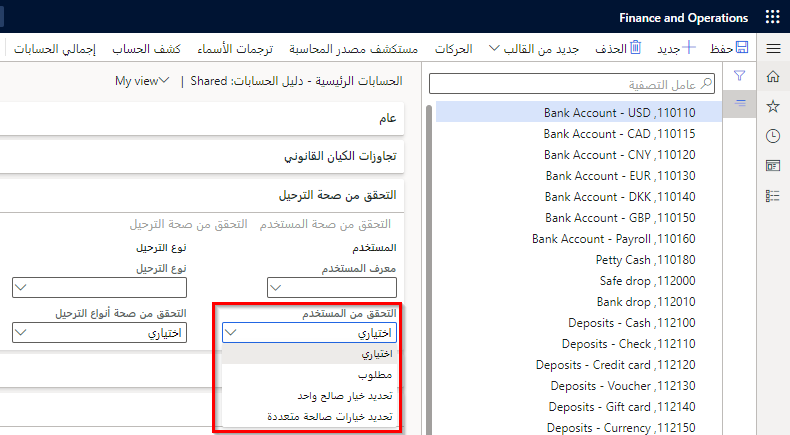 Finance and Operations
حفظ
جديد
الحذف
جديد من القالب
الحركات
مستكشف مصدر المحاسبة
ترجمات الأسماء
كشف الحساب
إجمالي الحسابات
عامل التصفية
110110, Bank Account - USD
110115, Bank Account - CAD
110120, Bank Account - CNY
110130, Bank Account - EUR
110140, Bank Account - DKK
110150, Bank Account - GBP
110160, Bank Account - Payroll
110180, Petty Cash
112000, Safe drop
112010, Bank drop
112100, Deposits - Cash
112110, Deposits - Check
112120, Deposits - Credit card
112130, Deposits - Voucher
112140, Deposits - Gift card
112150, Deposits - Currency
الحسابات الرئيسية - دليل الحسابات: Shared | My view
عام
تجاوزات الكيان القانوني
التحقق من صحة الترحيل
التحقق من صحة المستخدم
التحقق من صحة الترحيل
المستخدم
نوع الترحيل
معرف المستخدم
نوع الترحيل
التحقق من المستخدم
التحقق من صحة أنواع الترحيل
اختياري
اختياري
اختياري
مطلوب
تحديد خيار صالح واحد
تحديد خيارات صالحة متعددة